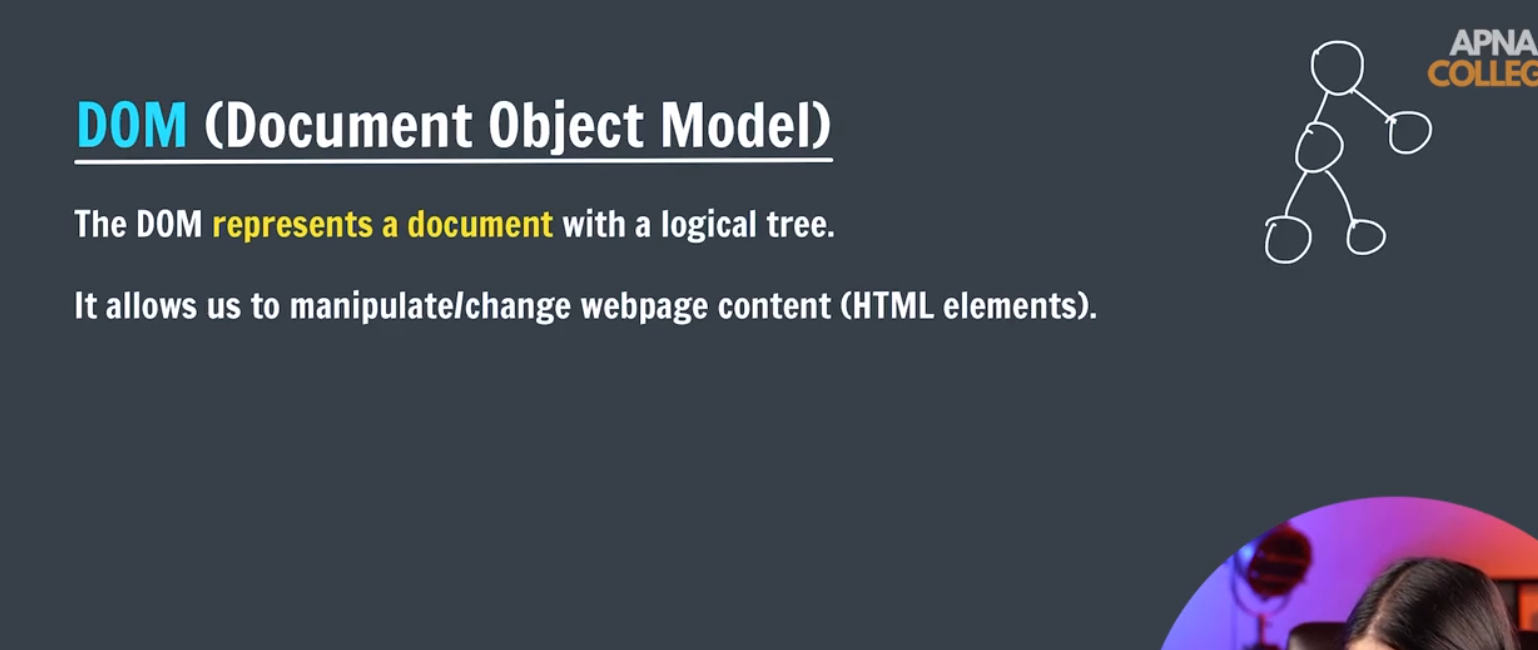 APNA
COLLEG
DOM (Document Object Model)
The DOM represents a document with a logical tree.
It allows us to manipulate/change webpage content (HTML elements).